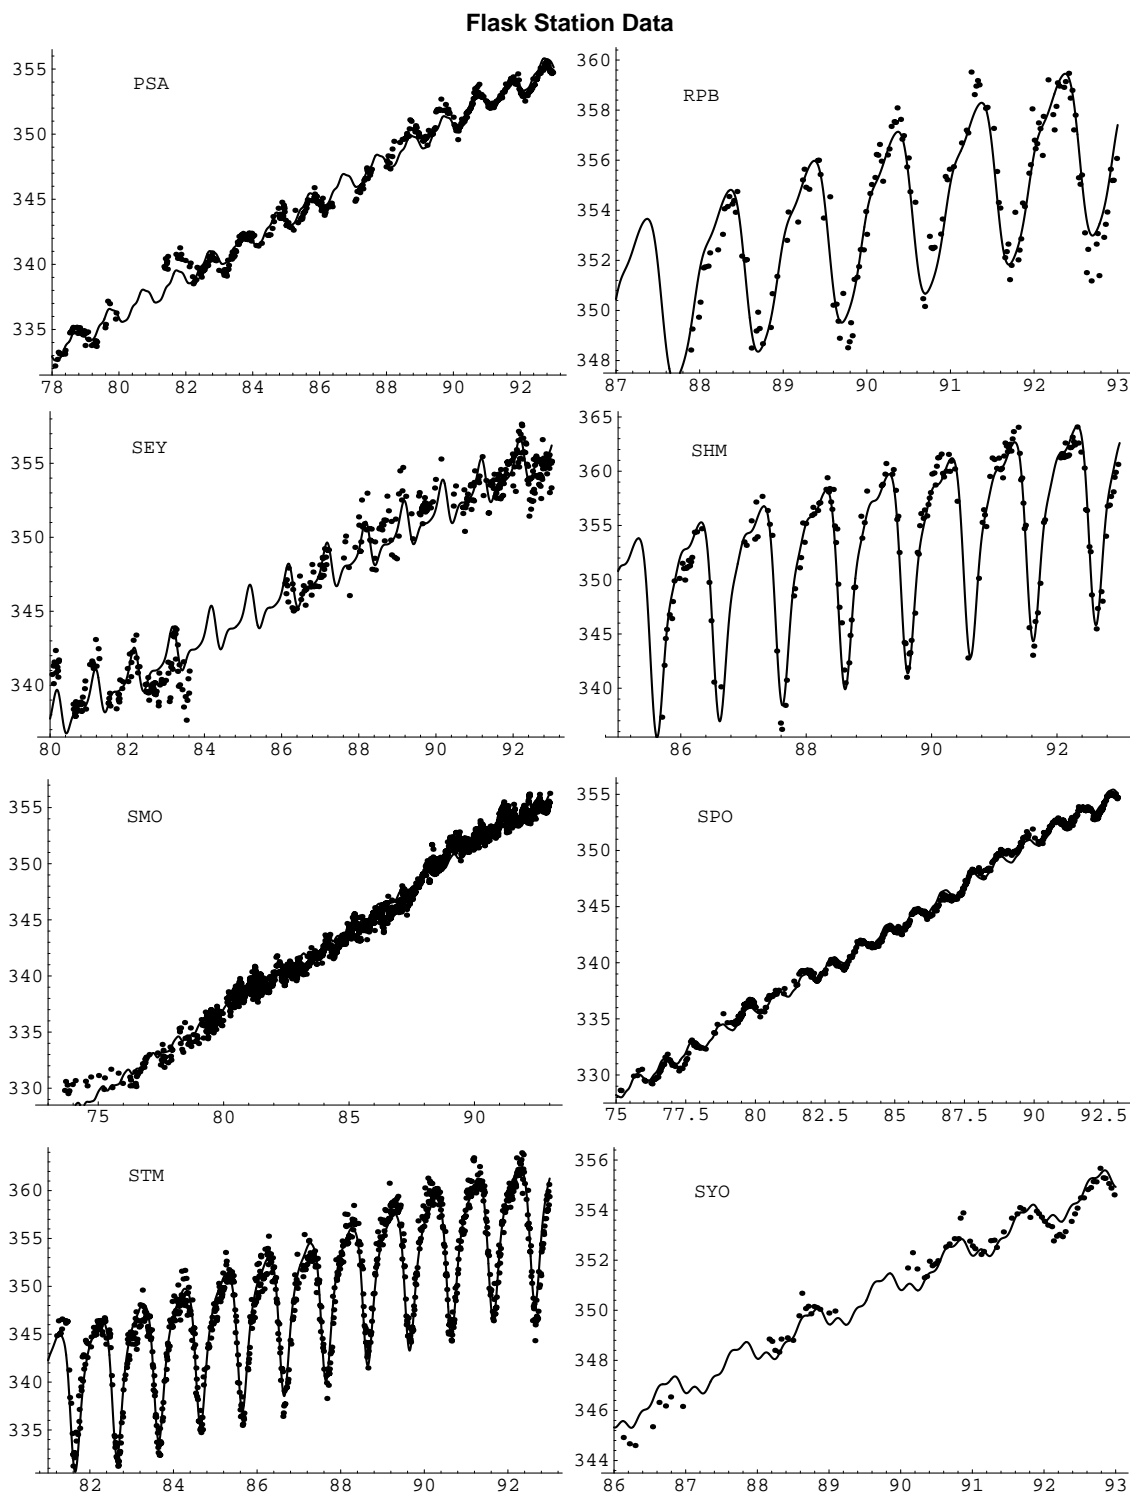 Flask Station Data
PSA
355
350
345
340
335
78 80 82 84 86 88 90 92
RPB
360
358
356
354
352
350
348
87 88 89 90 91 92 93
SEY
355
350
345
340
80 82 84 86 88 90 92
SHM
365
360
355
350
345
340
86 88 90 92
SMO
355
350
345
340
335
330
75 80 85 90
SPO
355
350
345
340
335
330
75 77.5 80 82.5 85 87.5 90 92.5
STM
360
355
350
345
340
335
82 84 86 88 90 92
SYO
356
354
352
350
348
346
344
86 87 88 89 90 91 92 93